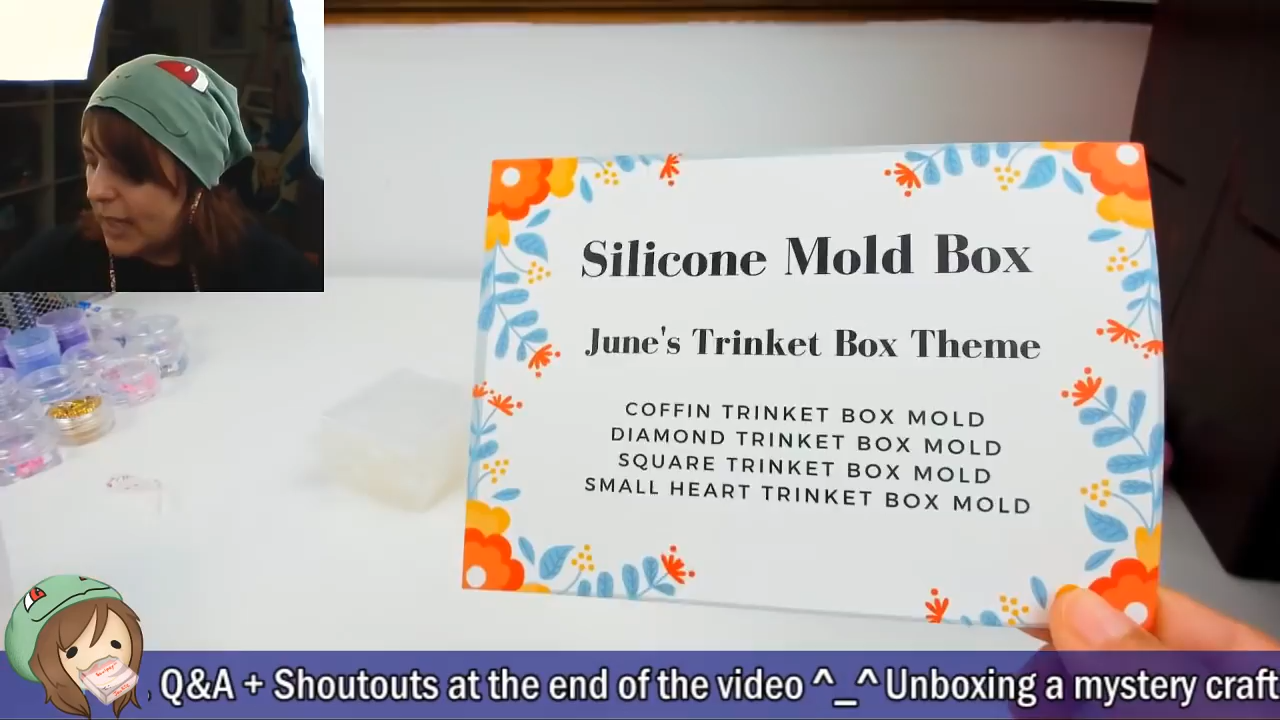 Silicone Mold Box
June's Trinket Box Theme
COFFIN TRINKET BOX MOLD
DIAMOND TRINKET BOX MOLD
SQUARE TRINKET BOX MOLD
SMALL HEART TRINKET BOX MOLD
Q&A + Shoutouts at the end of the video ^_^ Unboxing a mystery craft